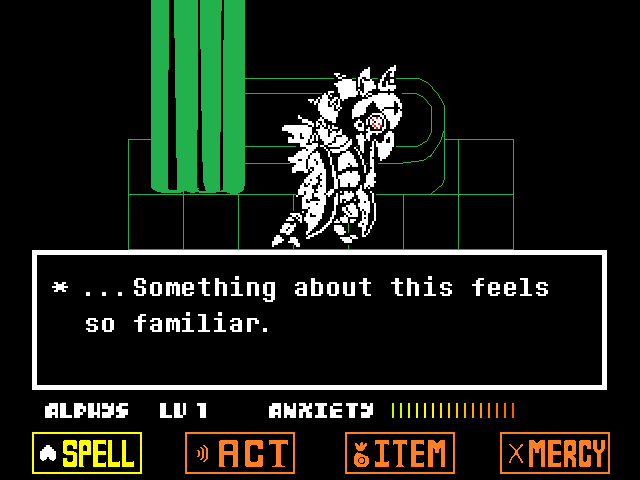 * ...Something about this feels
so familiar.
ALPHYS LV 1 ANXIETY
SPELL ACT ITEM MERCY